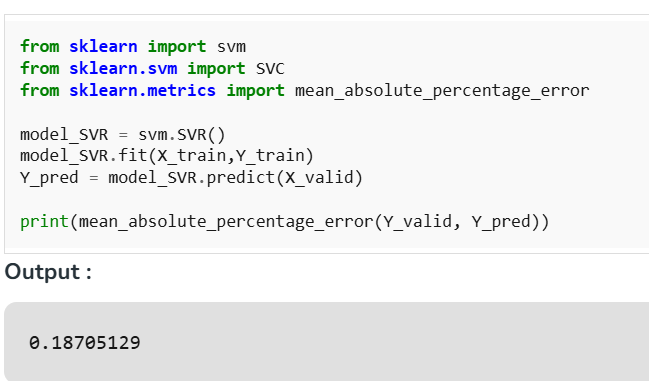 from sklearn import svm
from sklearn.svm import SVC
from sklearn.metrics import mean_absolute_percentage_error
model_SVR = svm.SVR()
model_SVR.fit(X_train,Y_train)
Y_pred = model_SVR.predict(X_valid)
print(mean_absolute_percentage_error(Y_valid, Y_pred))
Output :
0.18705129